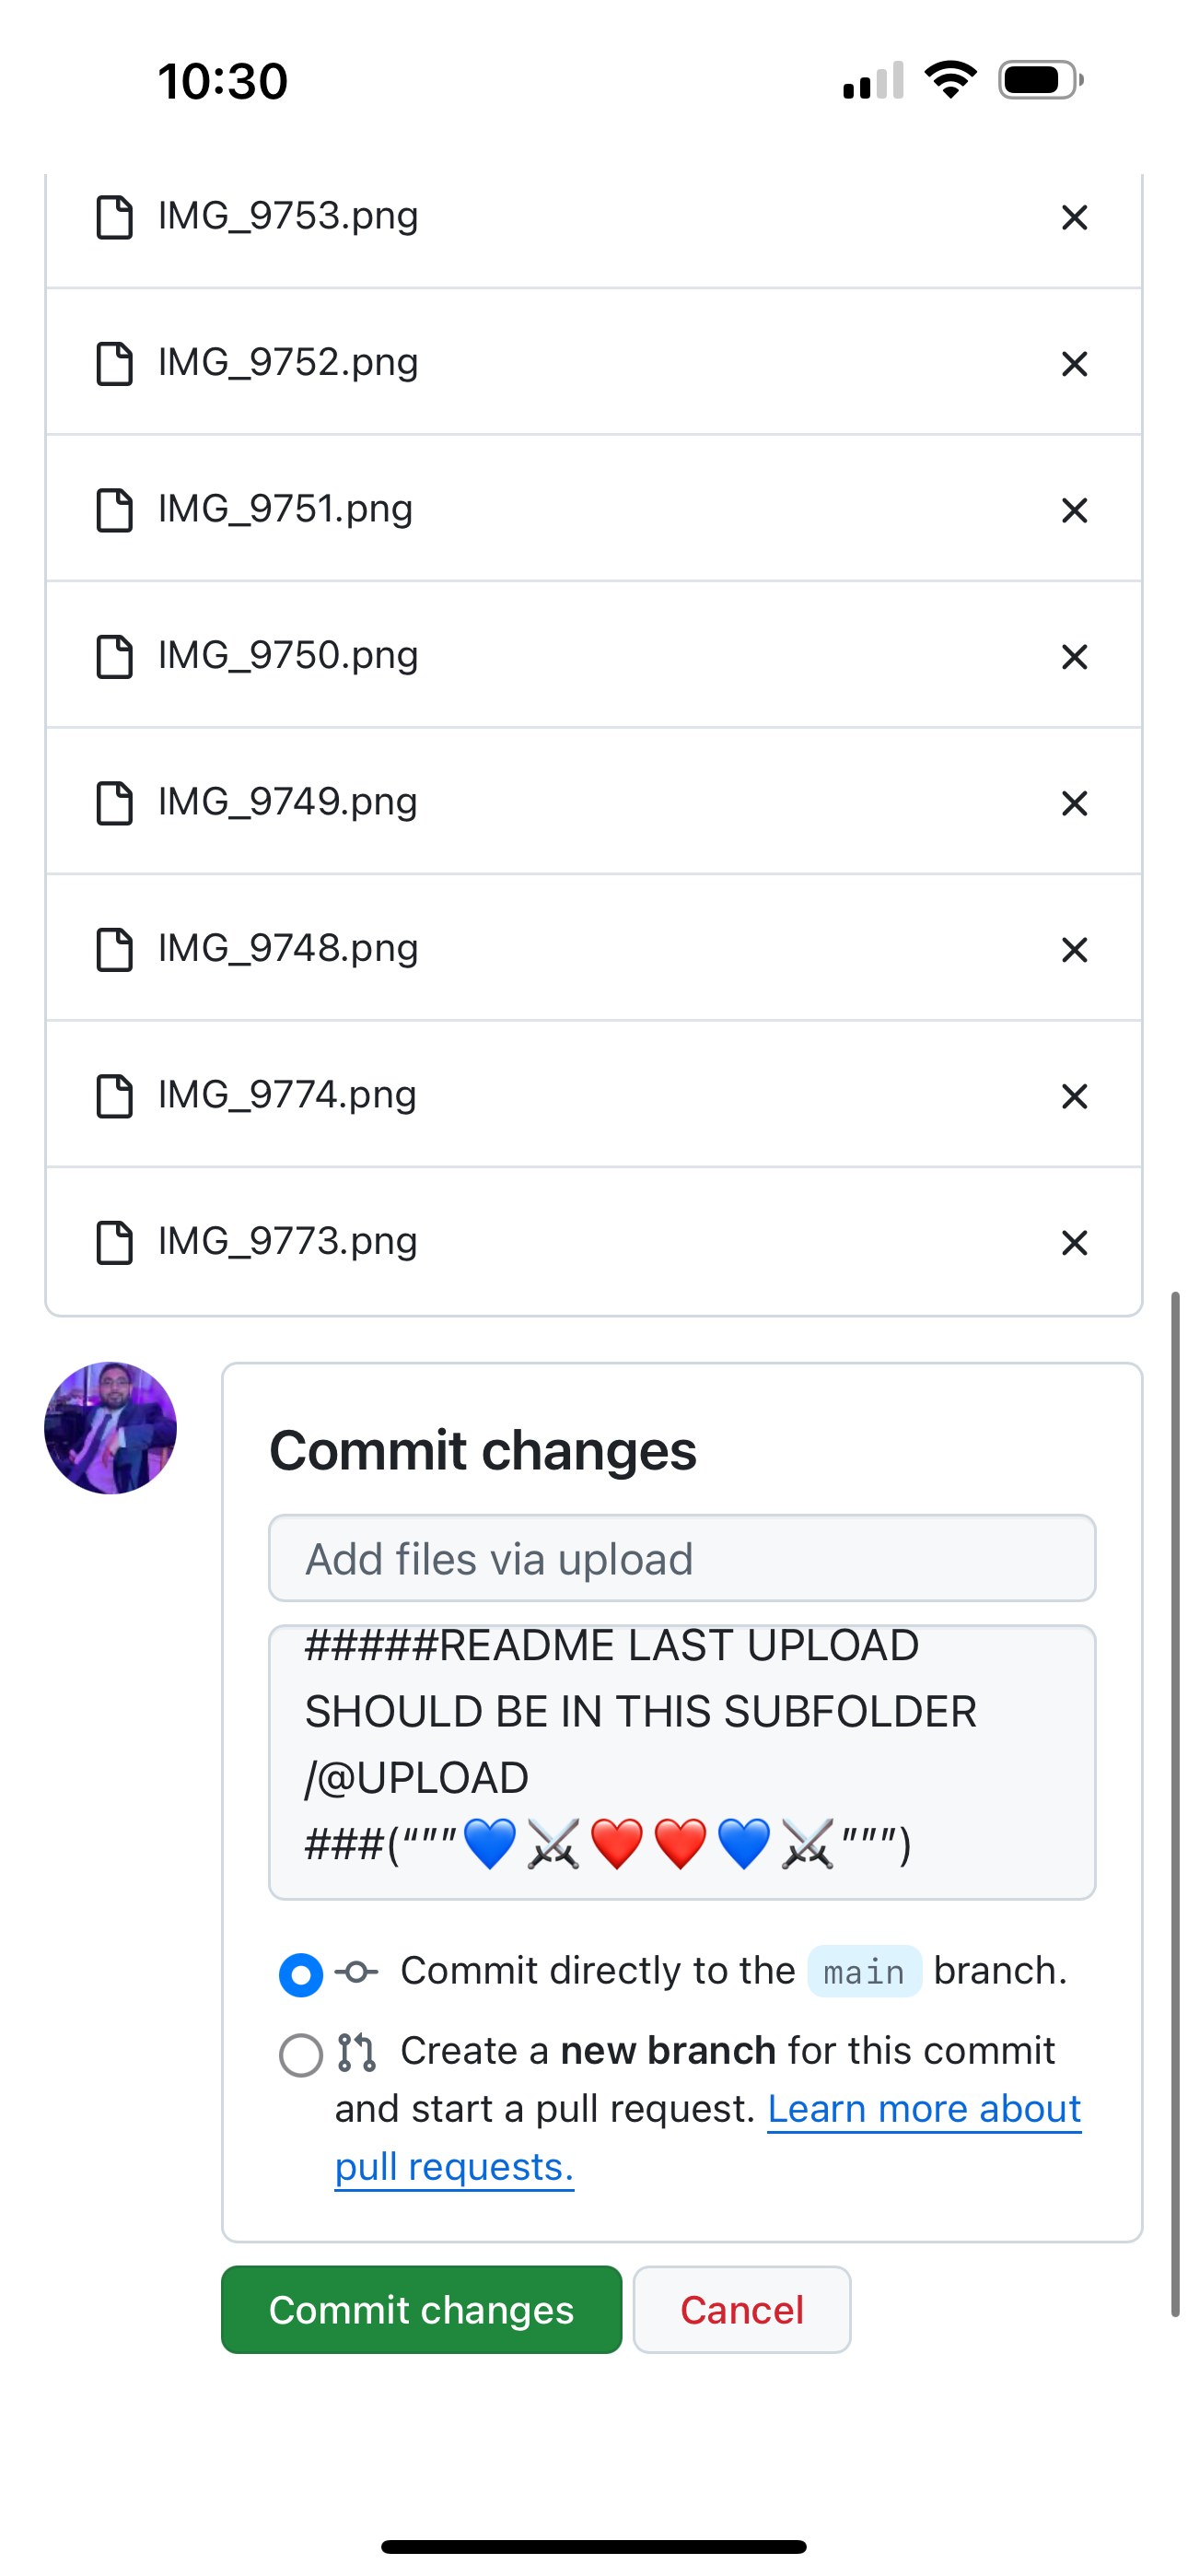 10:30
IMG_9753.png
IMG_9752.png
IMG_9751.png
IMG_9750.png
IMG_9749.png
IMG_9748.png
IMG_9774.png
IMG_9773.png
Commit changes
Add files via upload
#####README LAST UPLOAD
SHOULD BE IN THIS SUBFOLDER
/@UPLOAD
###(“””💙⚔️❤️❤️💙⚔️”””)
Commit directly to the main branch.
Create a new branch for this commit
and start a pull request. Learn more about
pull requests.
Commit changes
Cancel